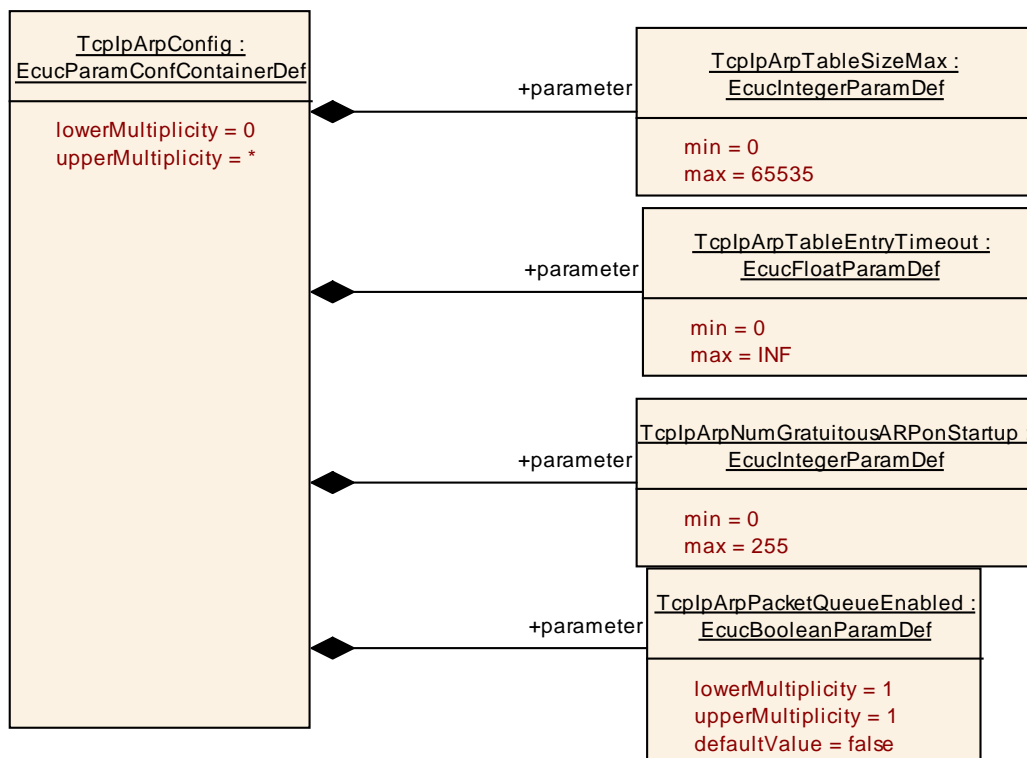 TcpIpArpConfig :
EcucParamConfContainerDef
lowerMultiplicity = 0
upperMultiplicity = *
+parameter
TcpIpArpTableSizeMax :
EcucIntegerParamDef
min = 0
max = 65535
+parameter
TcpIpArpTableEntryTimeout :
EcucFloatParamDef
min = 0
max = INF
+parameter
TcpIpArpNumGratuitousARPonStartup :
EcucIntegerParamDef
min = 0
max = 255
+parameter
TcpIpArpPacketQueueEnabled :
EcucBooleanParamDef
lowerMultiplicity = 1
upperMultiplicity = 1
defaultValue = false